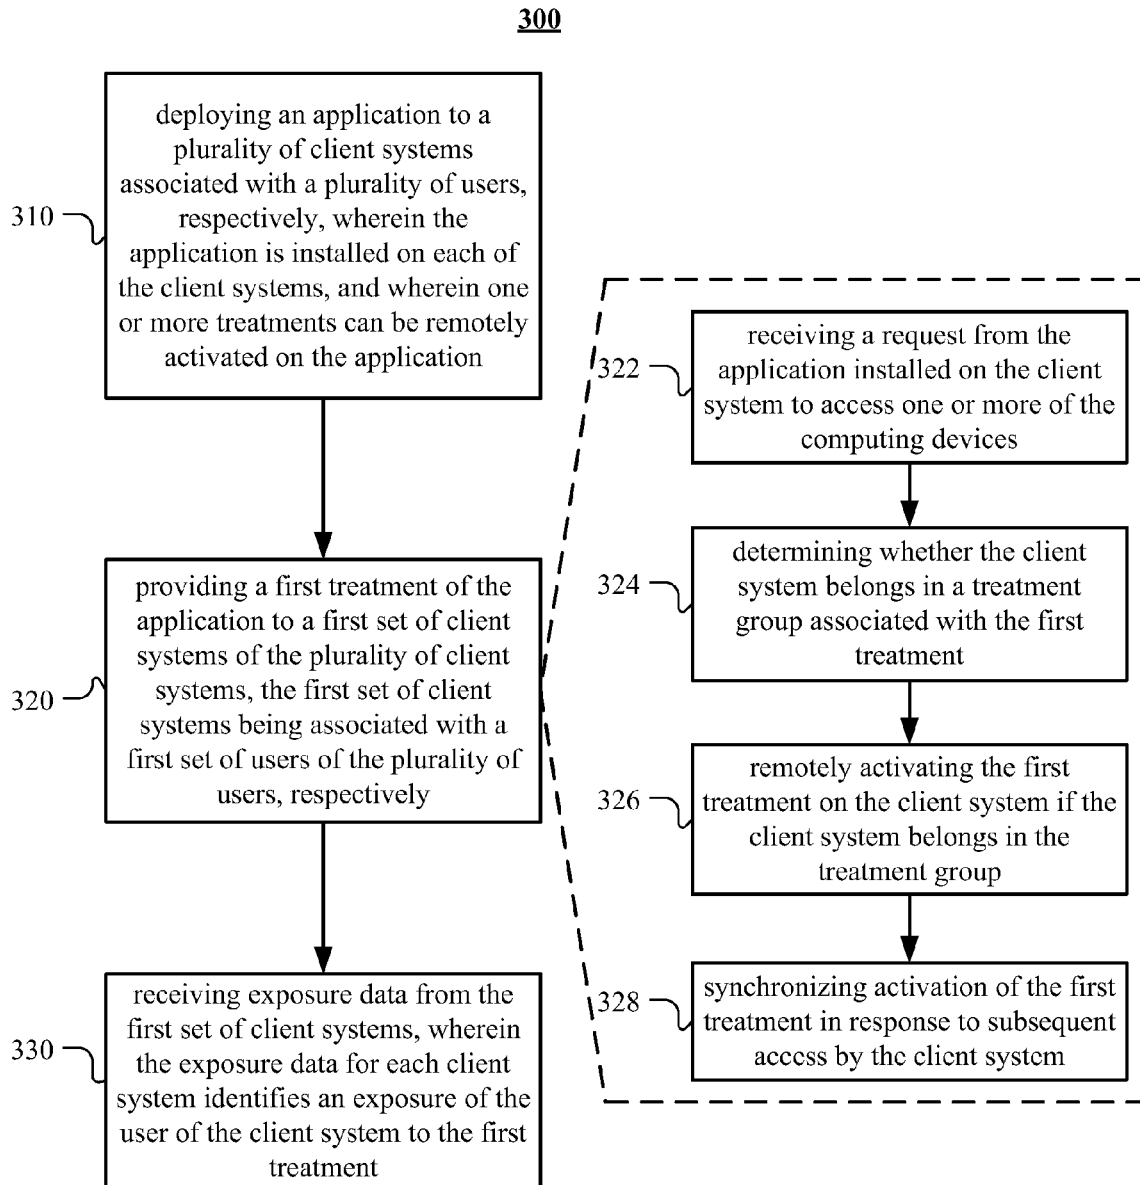 300
310
deploying an application to a
plurality of client systems
associated with a plurality of users,
respectively, wherein the
application is installed on each of
the client systems, and wherein one
or more treatments can be remotely
activated on the application
320
providing a first treatment of the
application to a first set of client
systems of the plurality of client
systems, the first set of client
systems being associated with a
first set of users of the plurality of
users, respectively
322
receiving a request from the
application installed on the client
system to access one or more of the
computing devices
324
determining whether the client
system belongs in a treatment
group associated with the first
treatment
326
remotely activating the first
treatment on the client system if the
client system belongs in the
treatment group
328
synchronizing activation of the first
treatment in response to subsequent
access by the client system
330
receiving exposure data from the
first set of client systems, wherein
the exposure data for each client
system identifies an exposure of the
user of the client system to the first
treatment